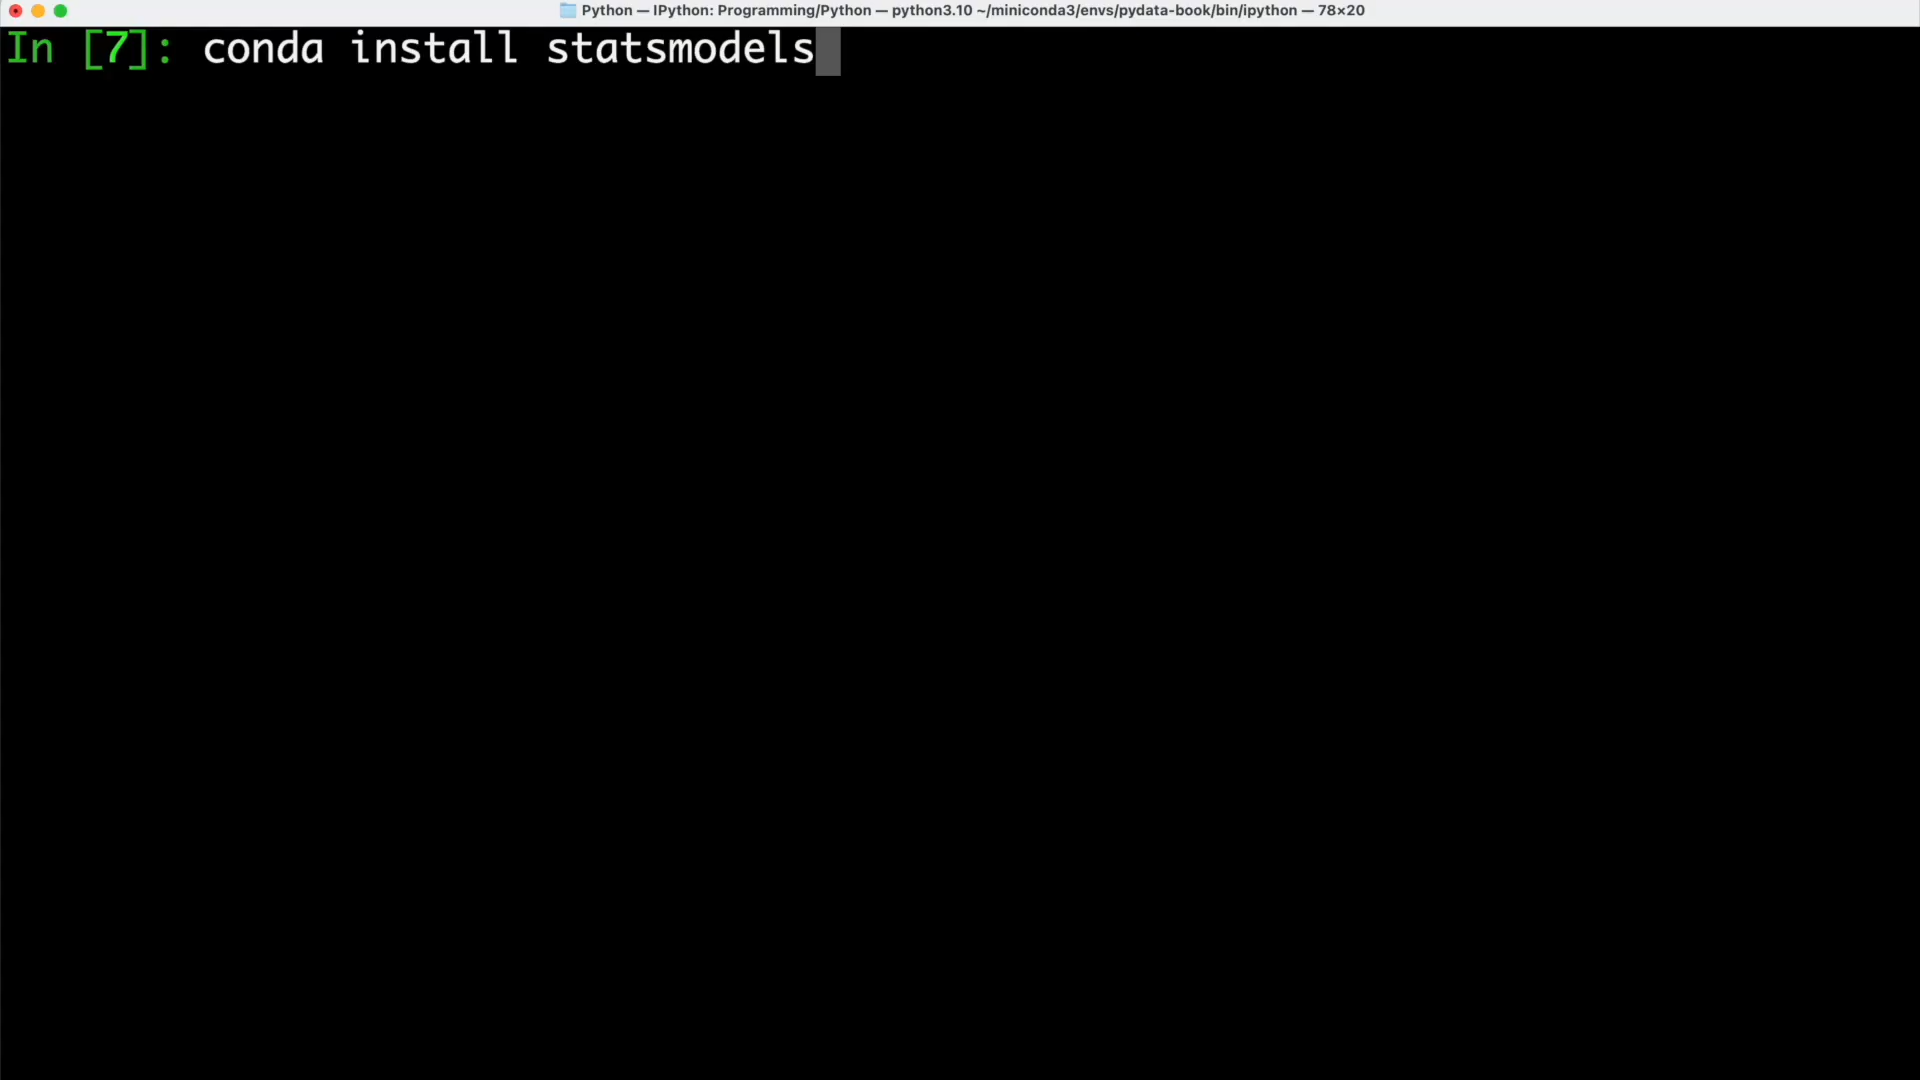 Python — IPython: Programming/Python — python3.10 ~/miniconda3/envs/pydata-book/bin/ipython — 78×20
In [7]: conda install statsmodels